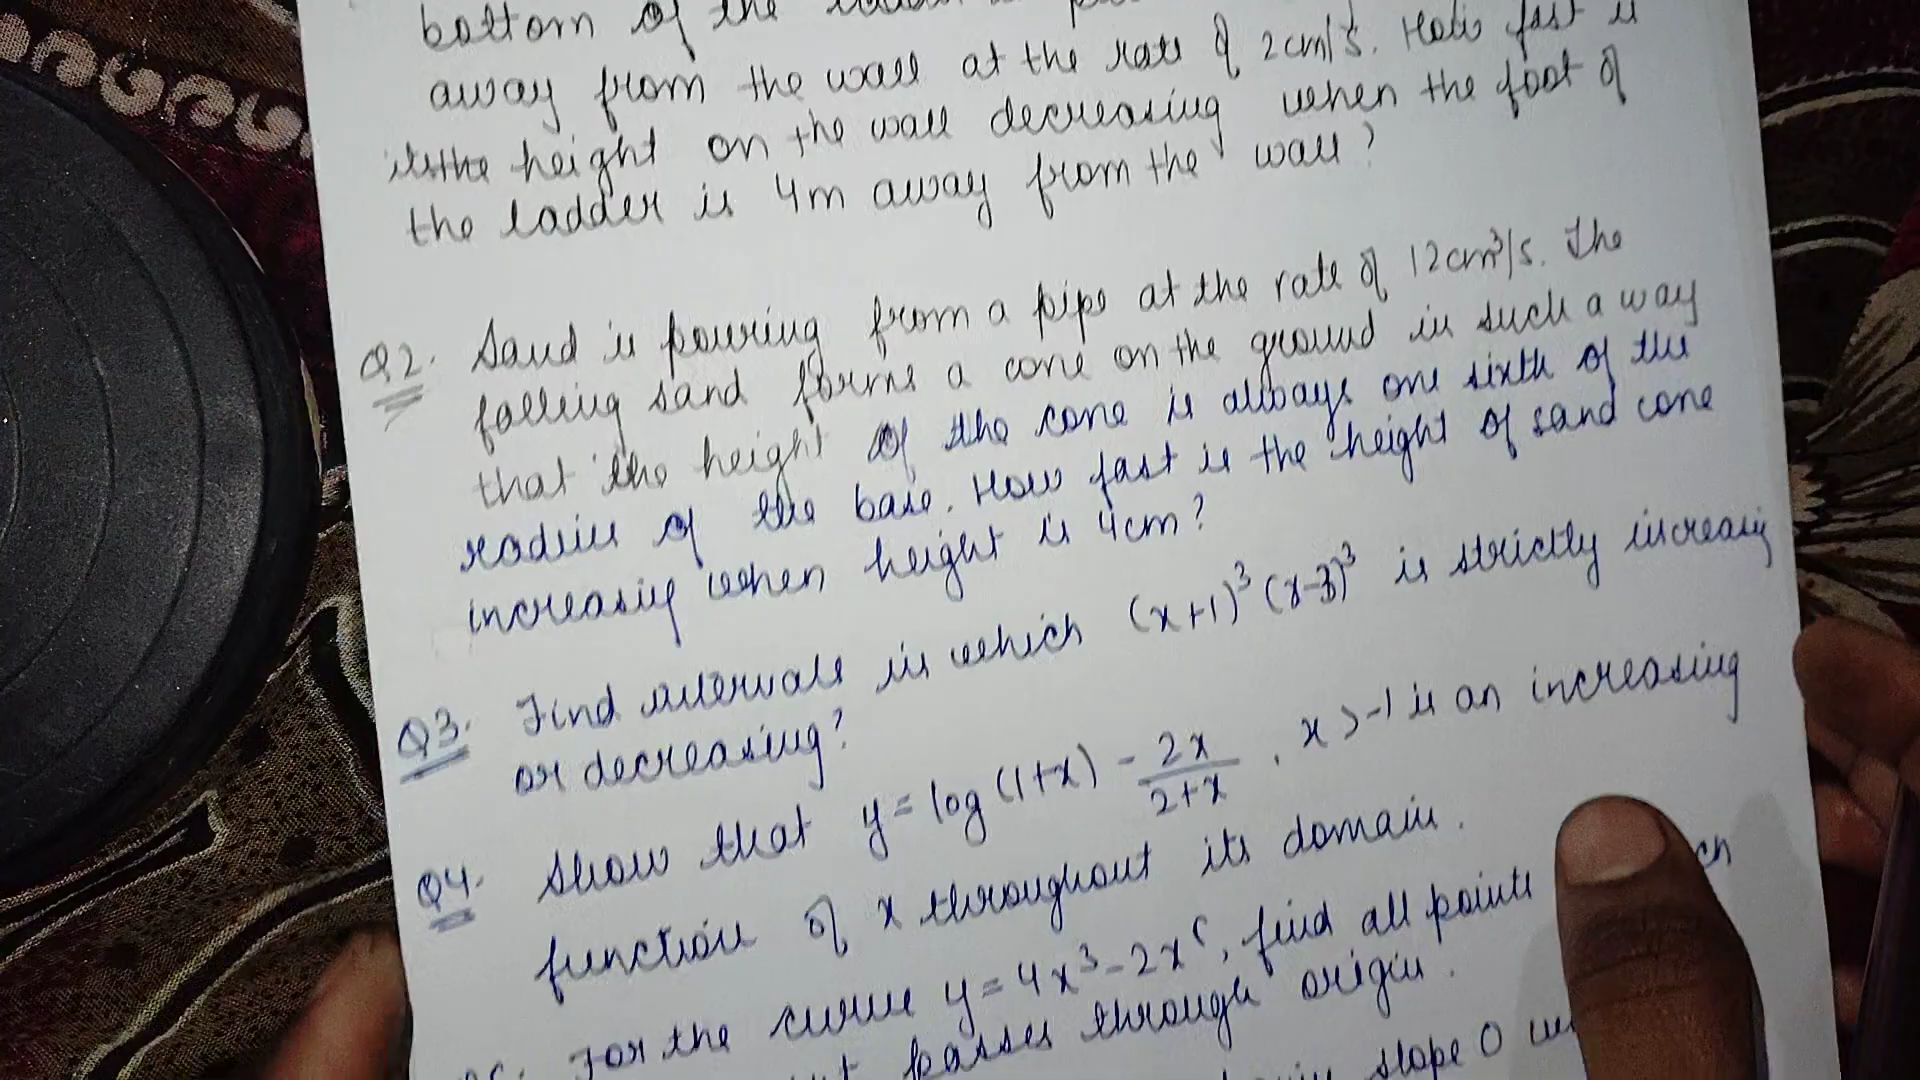 bottom of the
away from the wall at the rate of 2cm/s. How fast is
its the height on the wall decreasing when the foot of
the ladder is 4m away from the wall?
Q2. Sand is pouring from a pipe at the rate of 12cm³/s. The
falling sand forms a cone on the ground in such a way
that the height of the cone is always one sixth of the
radius of the base. How fast is the height of sand cone
increasing when height is 4cm?
Q3. Find intervals in which (x+1)³(x-3)³ is strictly increasing
or decreasing?
Q4. Show that y = log(1+x) - 2x/2+x, x>-1 is an increasing
function of x throughout its domain.
For the curve y = 4x³-2x⁵, find all points
passes through origin.
slope 0